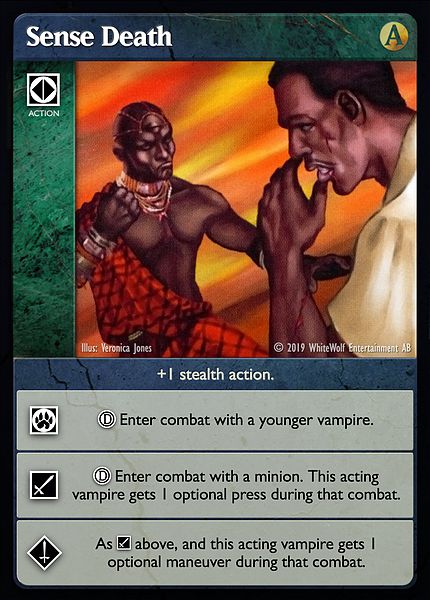 Sense Death
A
ACTION
Illus: Veronica Jones
© 2019 WhiteWolf Entertainment AB
+1 stealth action.
Ⓓ Enter combat with a younger vampire.
Ⓓ Enter combat with a minion. This acting
vampire gets 1 optional press during that combat.
As above, and this acting vampire gets 1
optional maneuver during that combat.